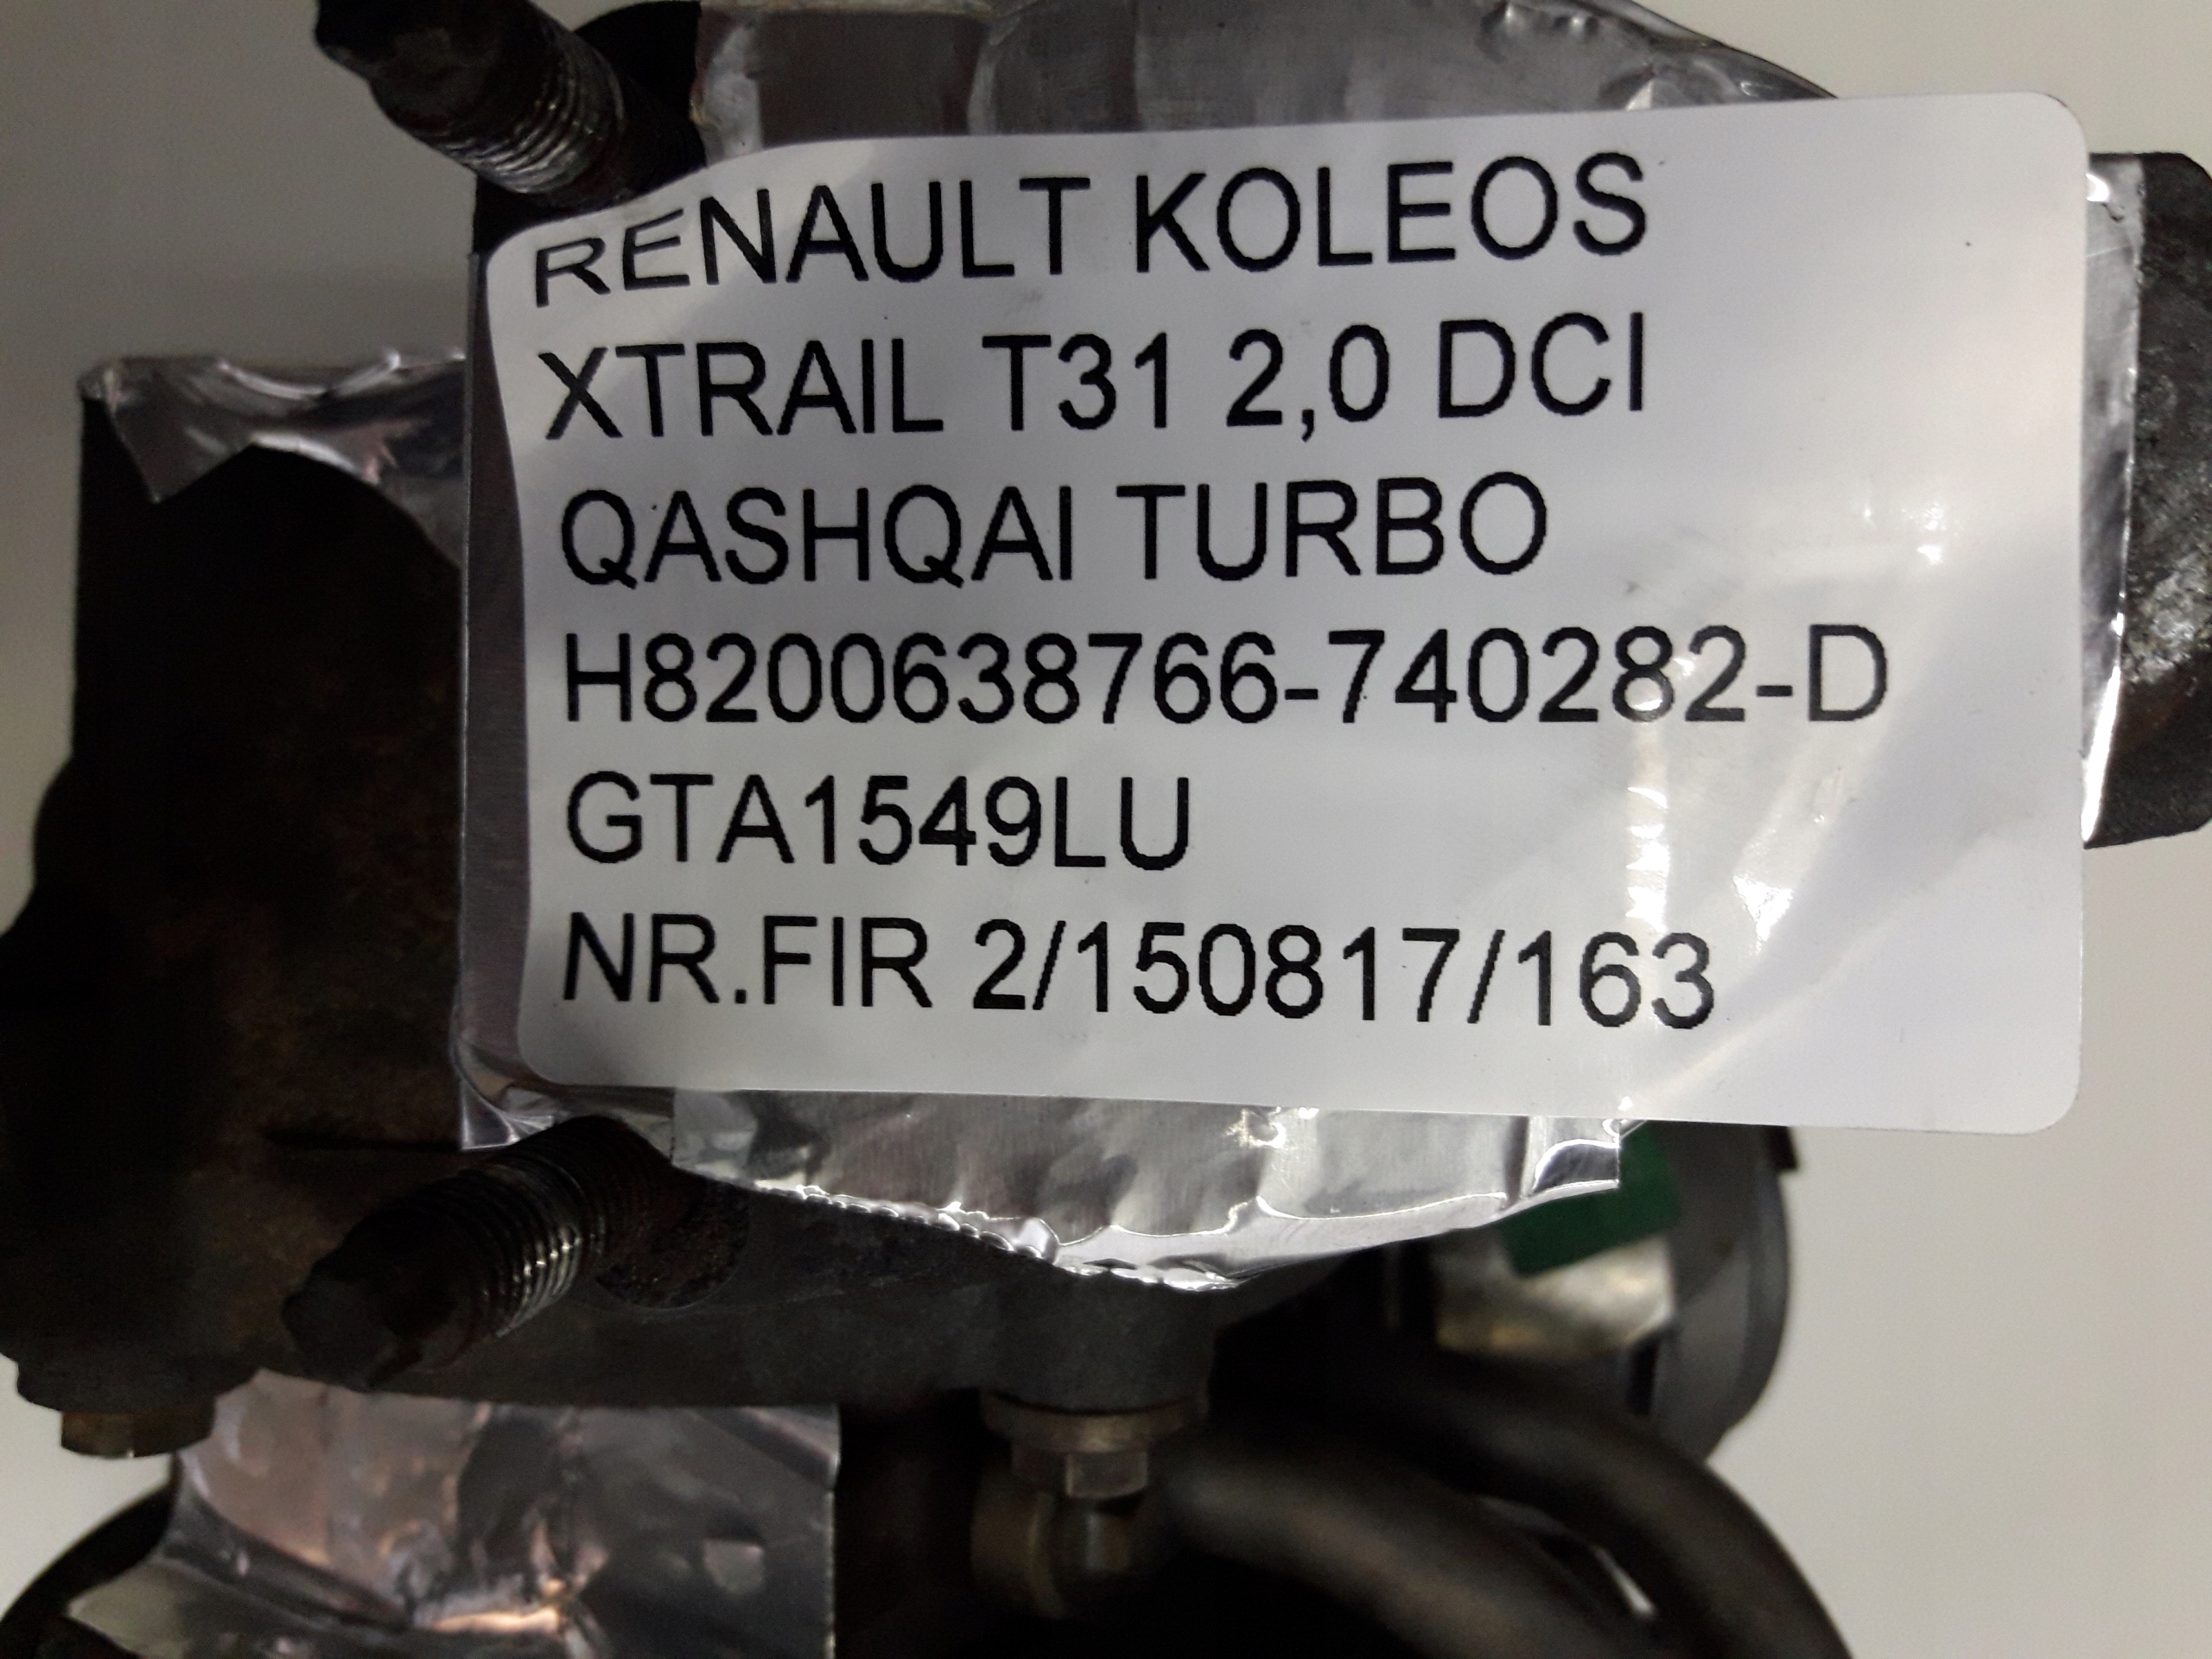 RENAULT KOLEOS
XTRAIL T31 2,0 DCI
QASHQAI TURBO
H8200638766-740282-D
GTA1549LU
NR.FIR 2/150817/163